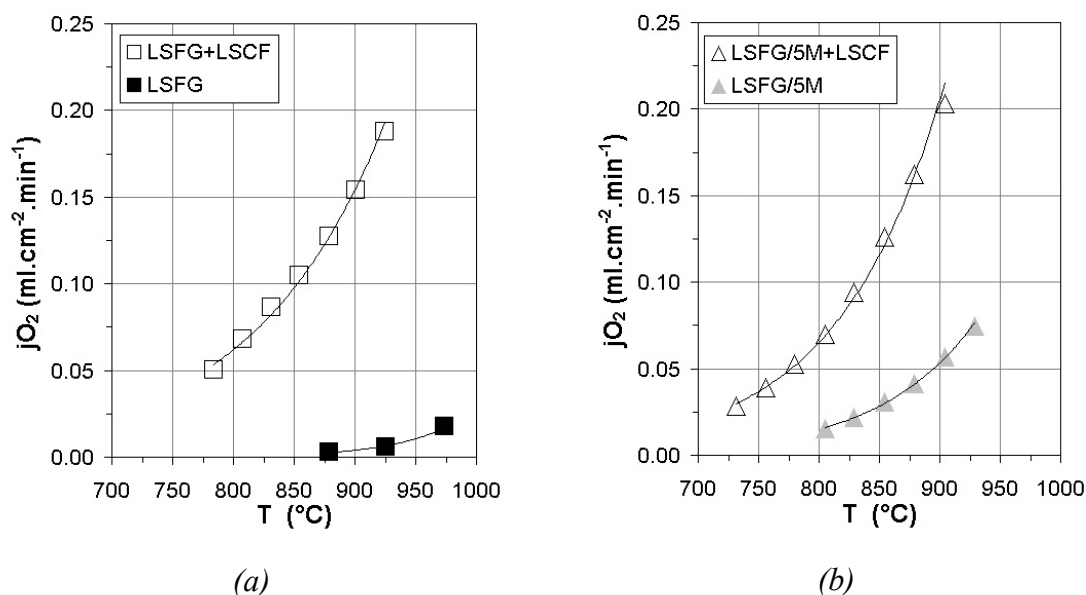 0.25
0.20
0.15
0.10
0.05
0.00
jO₂ (ml.cm⁻².min⁻¹)
LSFG+LSCF
LSFG
700 750 800 850 900 950 1000
T (°C)
(a)
0.25
0.20
0.15
0.10
0.05
0.00
jO₂ (ml.cm⁻².min⁻¹)
LSFG/5M+LSCF
LSFG/5M
700 750 800 850 900 950 1000
T (°C)
(b)